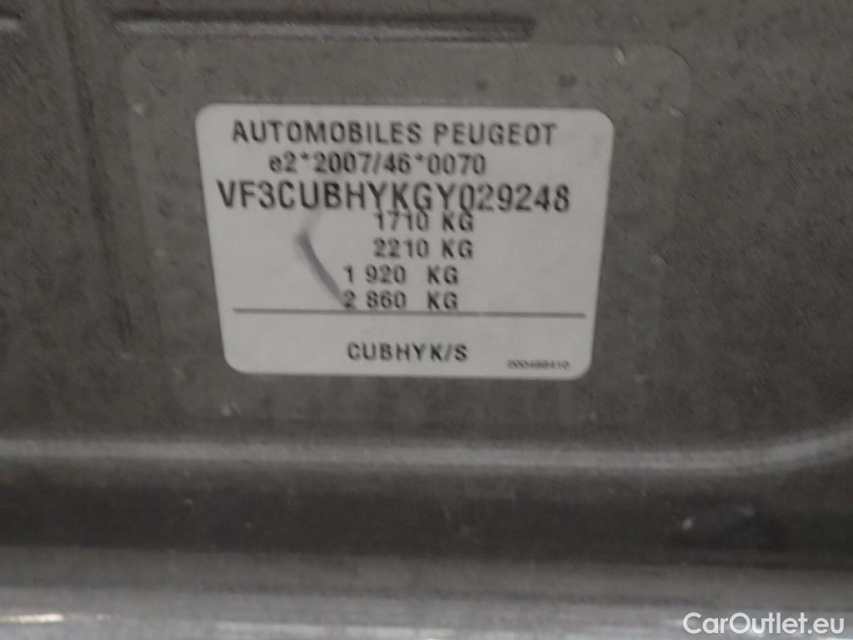 AUTOMOBILES PEUGEOT
e2*2007/46*0070
VF3CUBHYKGY029248
1710 KG
2210 KG
1 920 KG
2 860 KG
CUBHYK/S
CarOutlet.eu